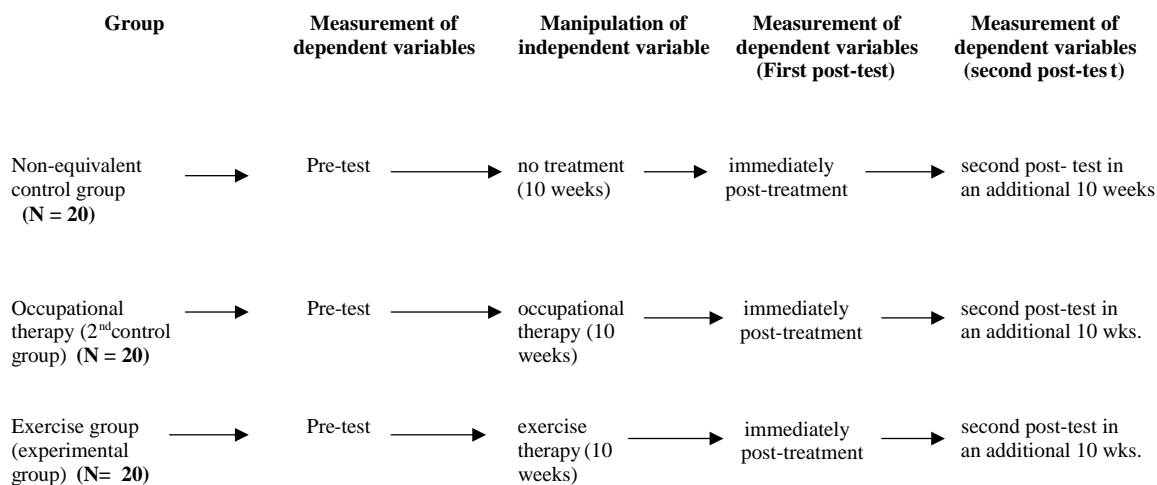 Group
Measurement of
dependent variables
Manipulation of
independent variable
Measurement of
dependent variables
(First post-test)
Measurement of
dependent variables
(second post-test)
Non-equivalent
control group
(N = 20)
Pre-test
no treatment
(10 weeks)
immediately
post-treatment
second post- test in
an additional 10 weeks
Occupational
therapy (2nd control
group) (N = 20)
Pre-test
occupational
therapy (10
weeks)
immediately
post-treatment
second post-test in
an additional 10 wks.
Exercise group
(experimental
group) (N= 20)
Pre-test
exercise
therapy (10
weeks)
immediately
post-treatment
second post-test in
an additional 10 wks.